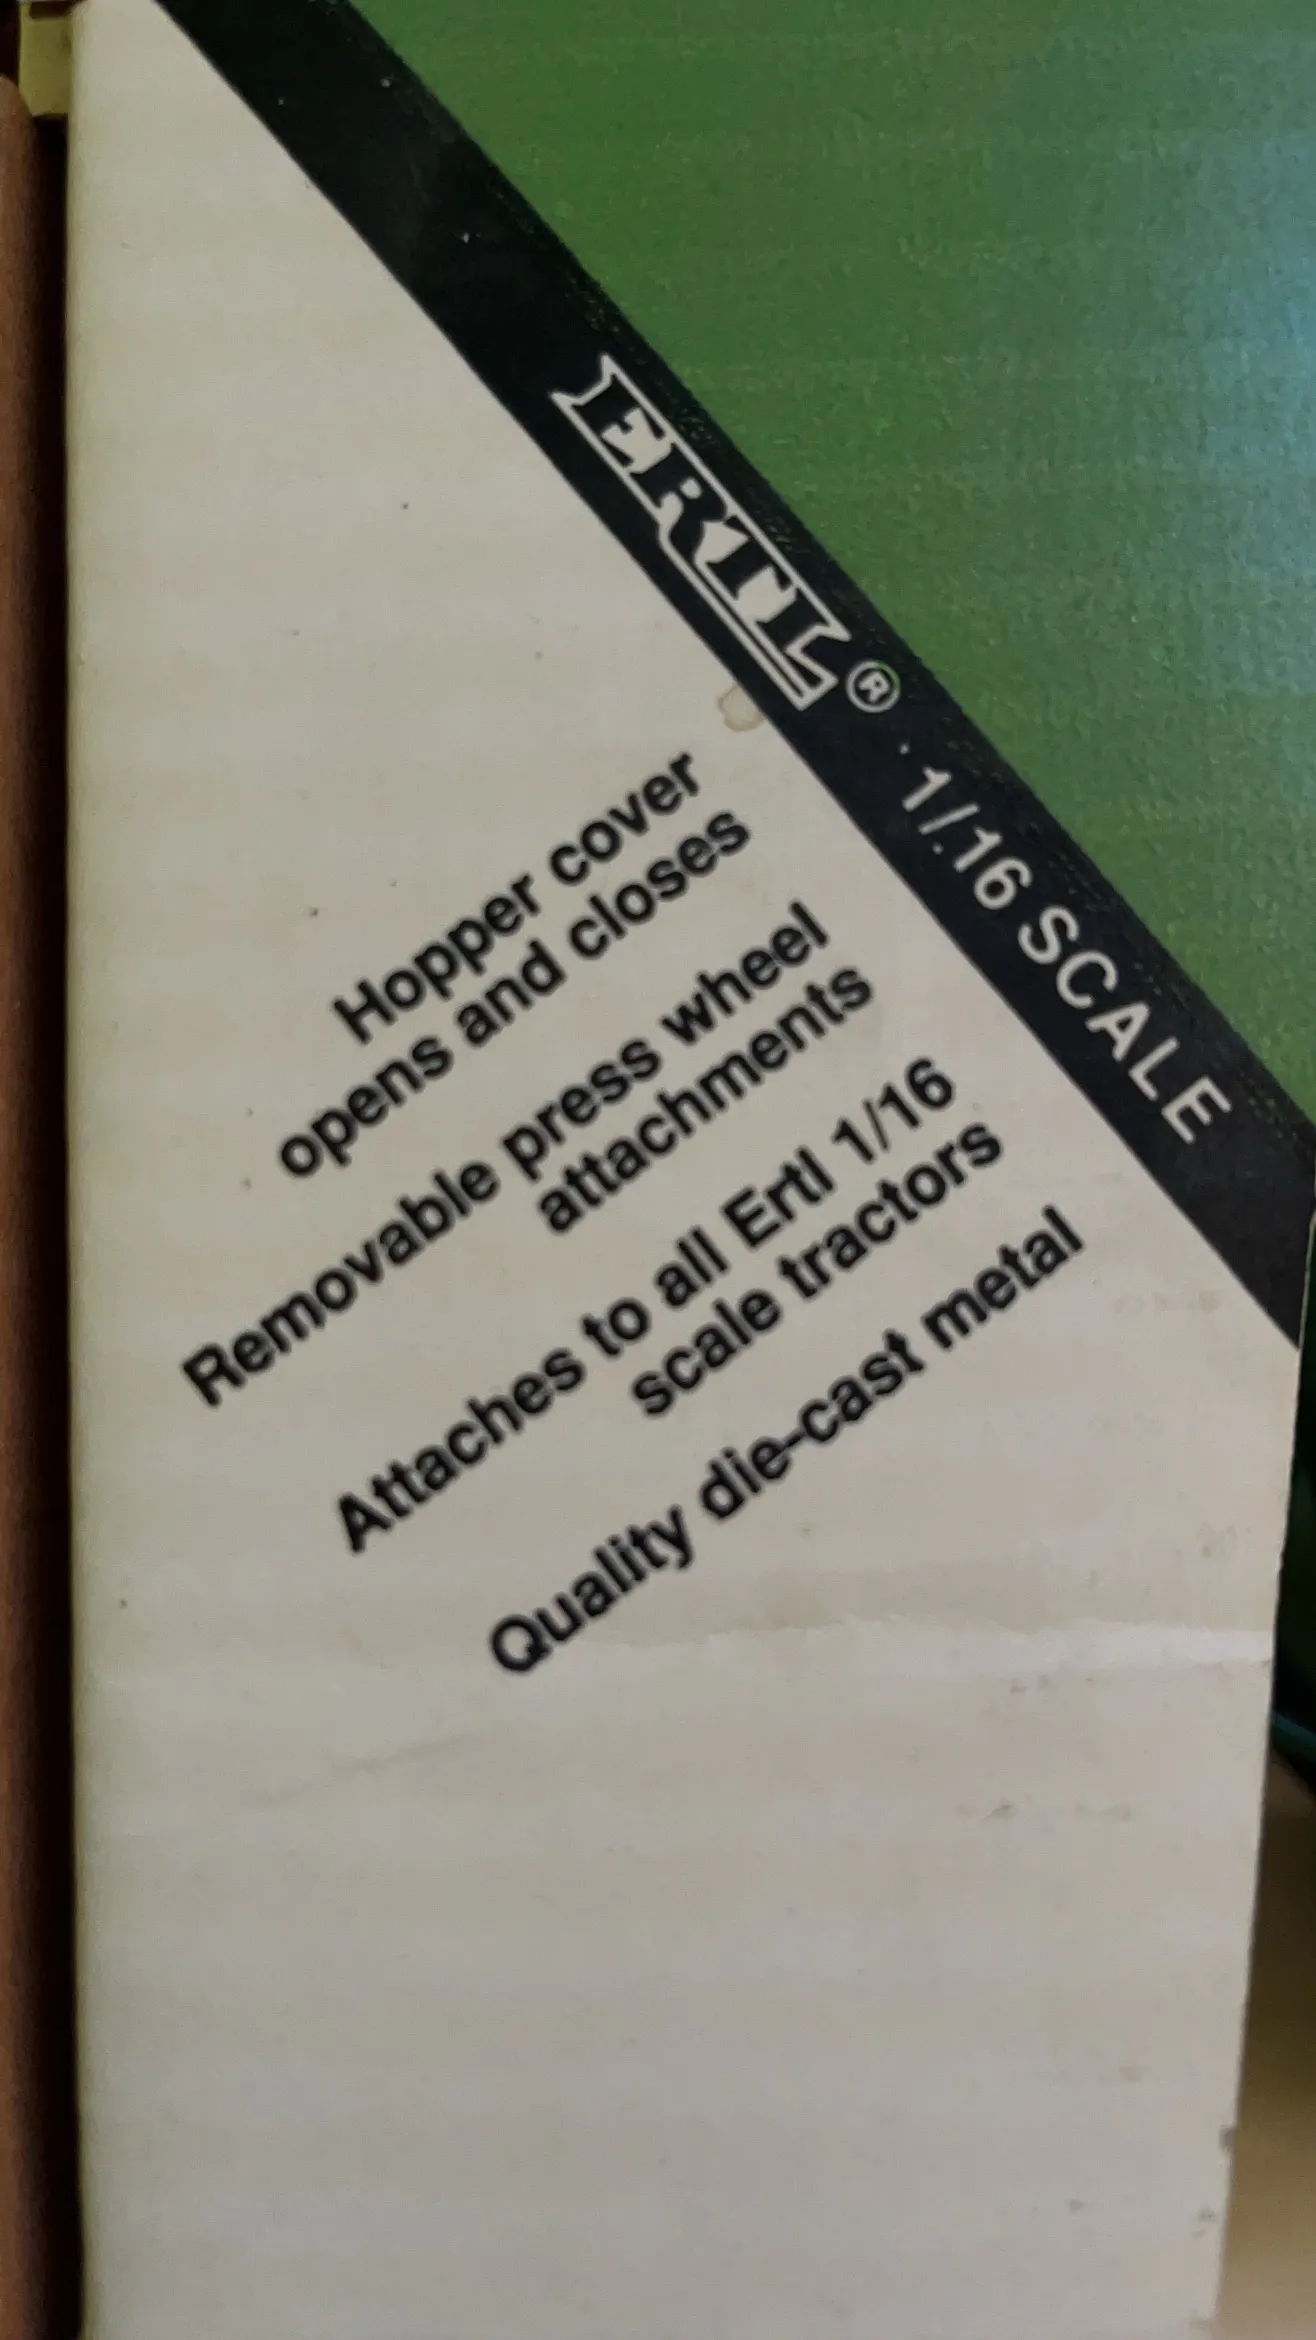 ERTL® · 1/16 SCALE
Hopper cover
opens and closes
Removable press wheel
attachments
Attaches to all Ertl 1/16
scale tractors
Quality die-cast metal